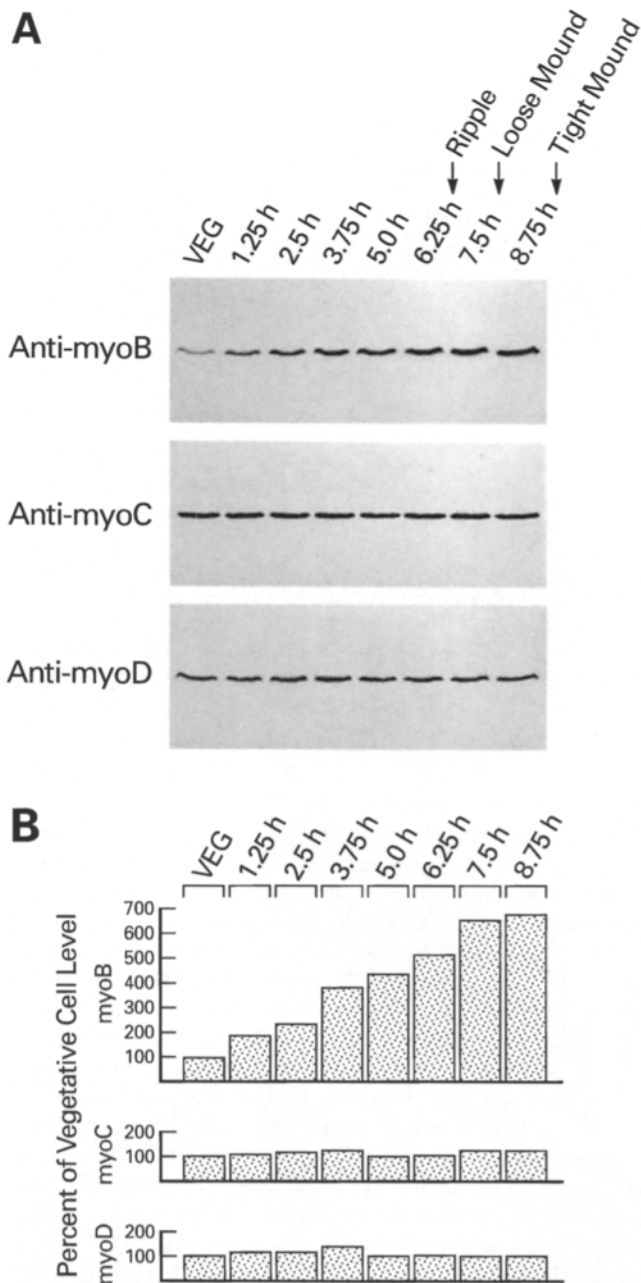 A
Ripple
Loose Mound
Tight Mound
VEG 1.25 h 2.5 h 3.75 h 5.0 h 6.25 h 7.5 h 8.75 h
Anti-myoB
Anti-myoC
Anti-myoD
B
VEG 1.25 h 2.5 h 3.75 h 5.0 h 6.25 h 7.5 h 8.75 h
Percent of Vegetative Cell Level
myoB
700
600
500
400
300
200
100
myoC
200
100
myoD
200
100